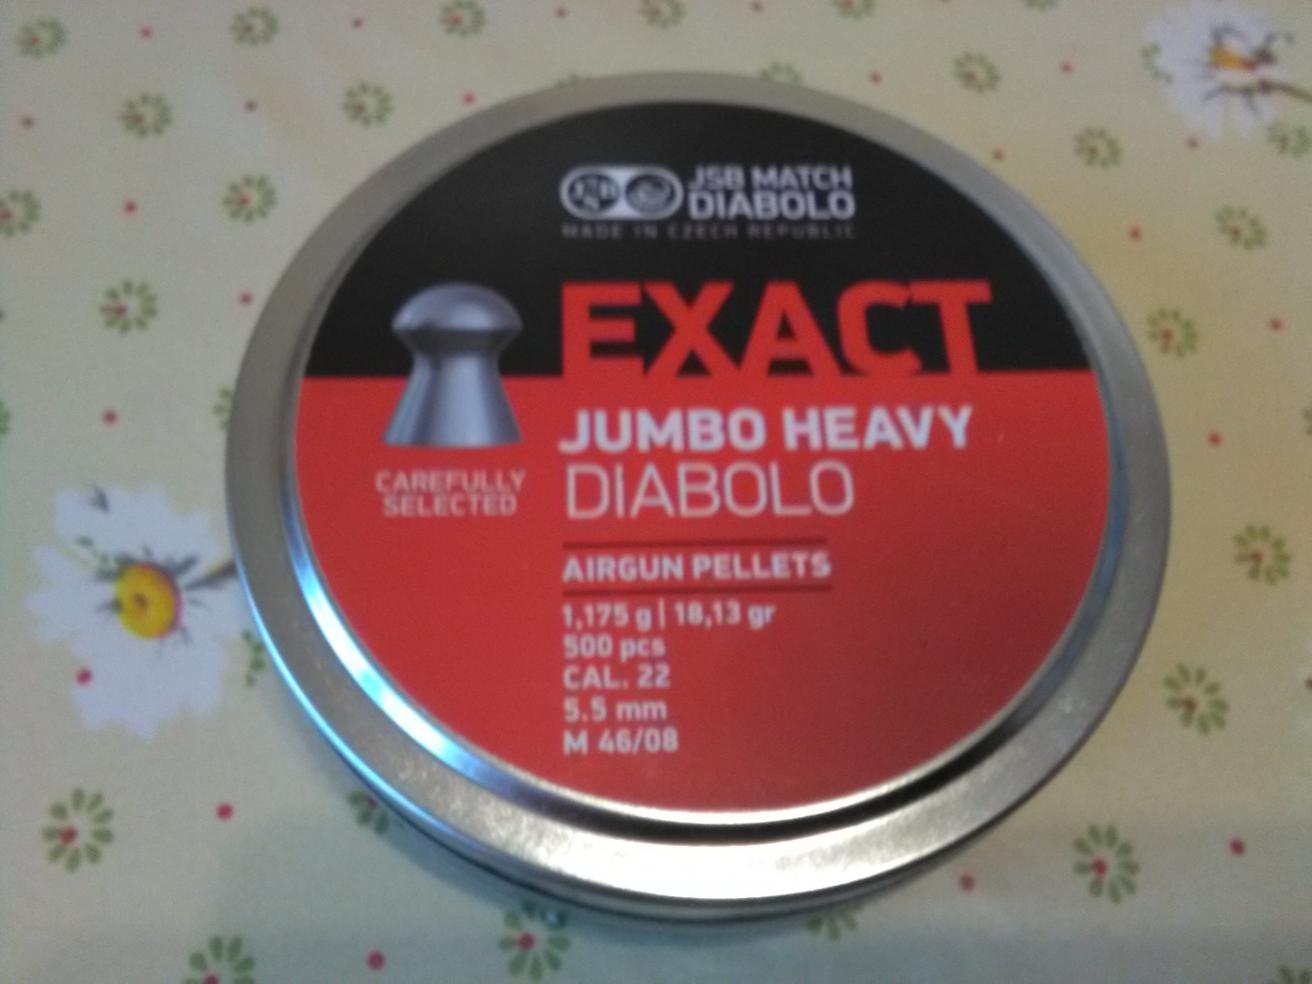 JSB
JSB MATCH
DIABOLO
MADE IN CZECH REPUBLIC
EXACT
JUMBO HEAVY
DIABOLO
CAREFULLY
SELECTED
AIRGUN PELLETS
1,175 g | 18,13 gr
500 pcs
CAL. 22
5.5 mm
M 46/08